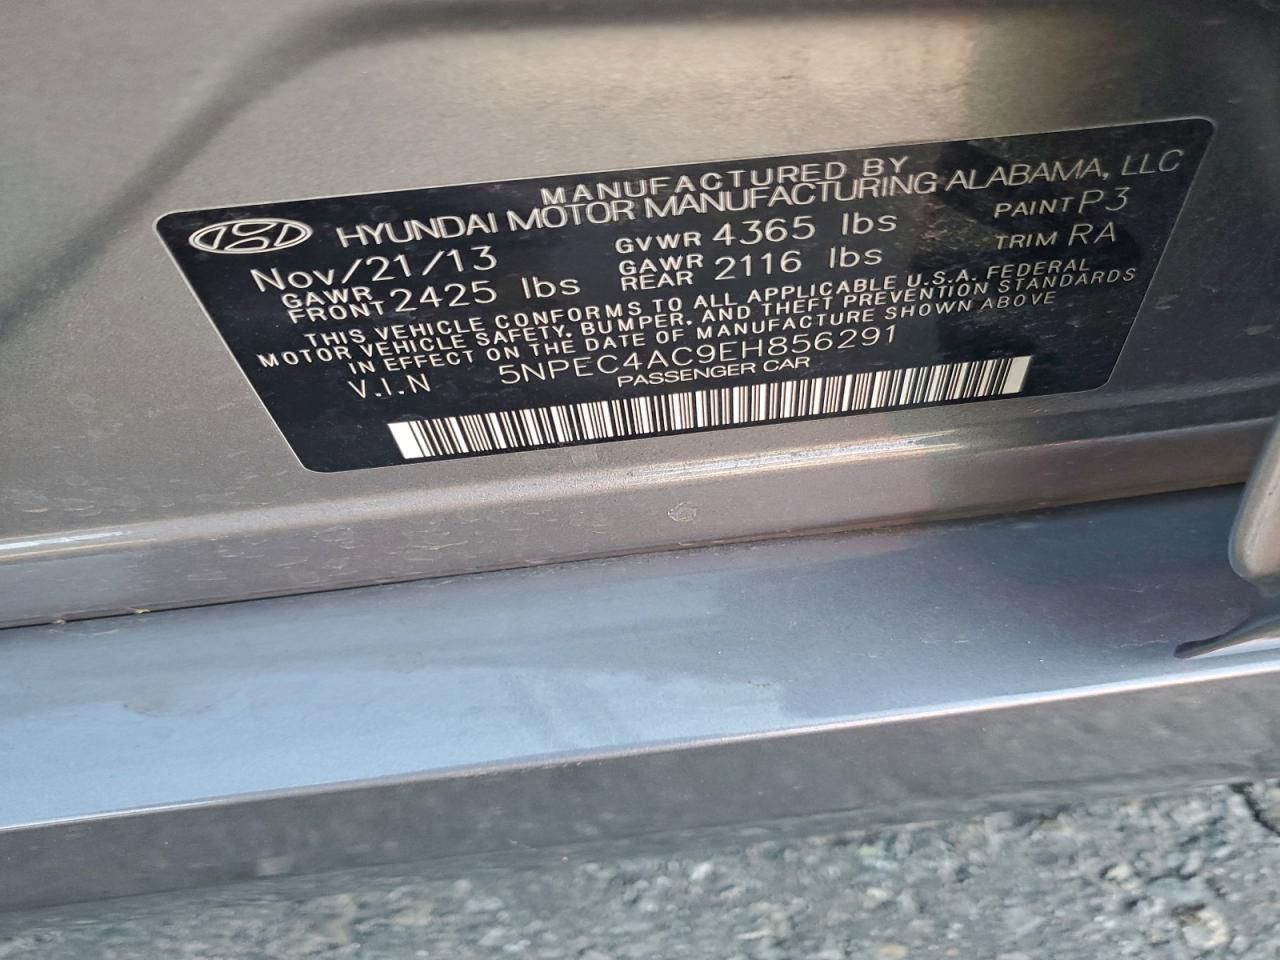 MANUFACTURED BY
HYUNDAI MOTOR MANUFACTURING ALABAMA, LLC
Nov/21/13 GVWR 4365 lbs PAINT P3
GAWR FRONT 2425 lbs GAWR REAR 2116 lbs TRIM RA
THIS VEHICLE CONFORMS TO ALL APPLICABLE U.S.A. FEDERAL
MOTOR VEHICLE SAFETY, BUMPER, AND THEFT PREVENTION STANDARDS
IN EFFECT ON THE DATE OF MANUFACTURE SHOWN ABOVE
V.I.N 5NPEC4AC9EH856291
PASSENGER CAR